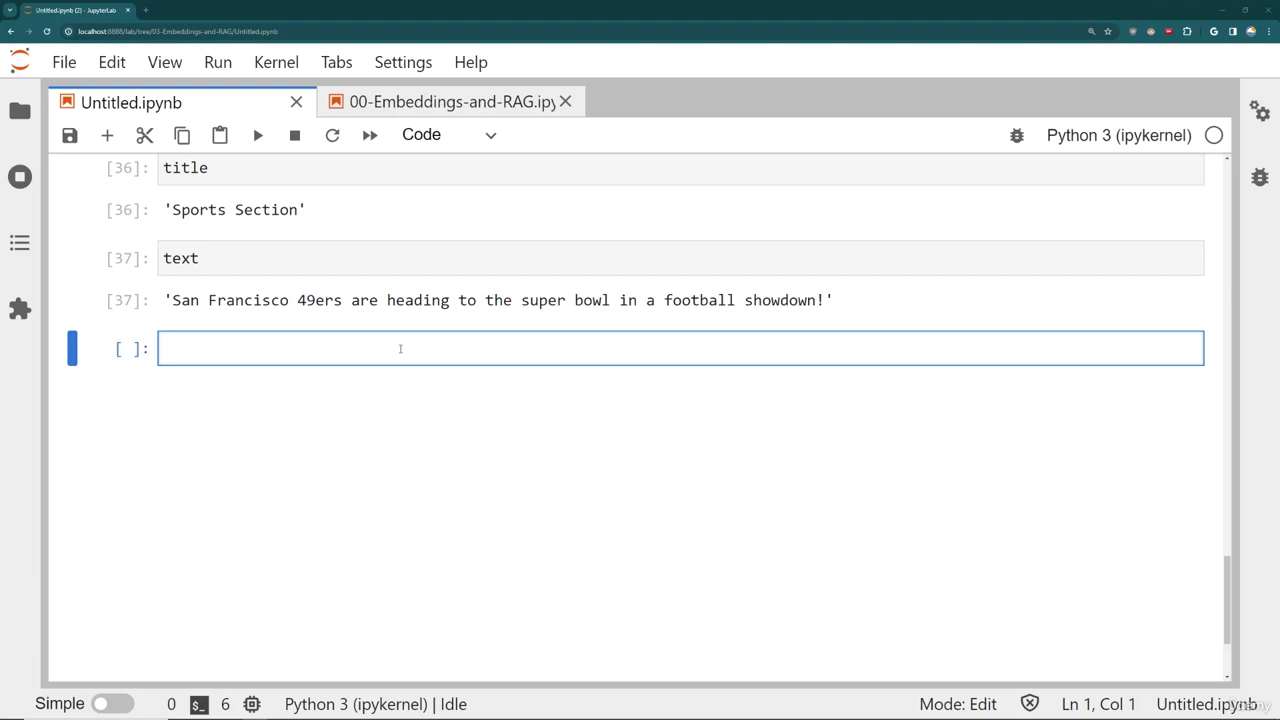 Untitled.ipynb (2) - JupyterLab
localhost:8888/lab/tree/03-Embeddings-and-RAG/Untitled.ipynb
File Edit View Run Kernel Tabs Settings Help
Untitled.ipynb 00-Embeddings-and-RAG.ipy
Code Python 3 (ipykernel)
[36]: title
[36]: 'Sports Section'
[37]: text
[37]: 'San Francisco 49ers are heading to the super bowl in a football showdown!'
[ ]:
Simple 0 $_ 6 Python 3 (ipykernel) | Idle Mode: Edit Ln 1, Col 1 Untitled.ipynb
Udemy